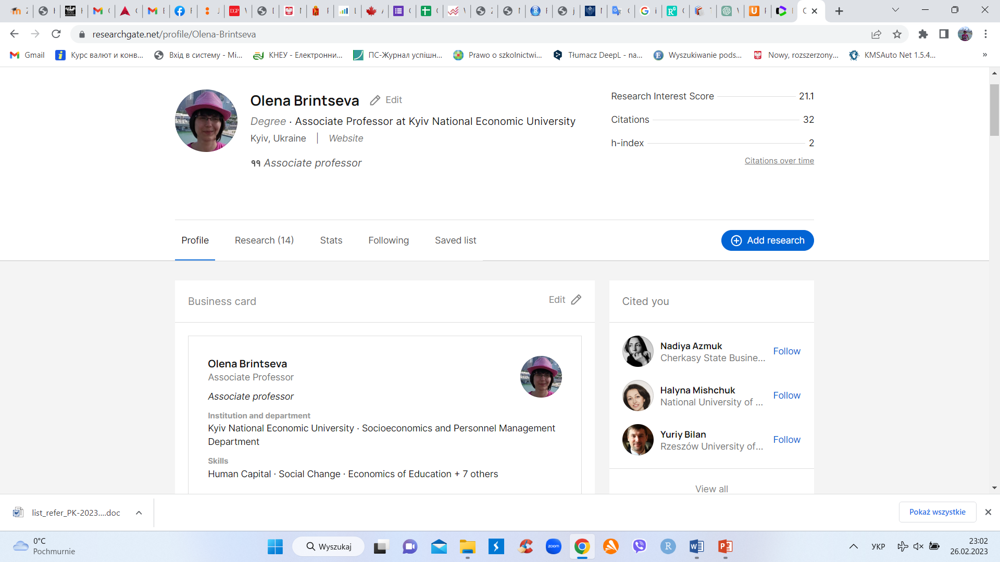 researchgate.net/profile/Olena-Brintseva
Gmail
Курс валют и конв...
Вхід в систему - Mi...
КНЕУ - Електронни...
ПС-Журнал успішн...
Prawo o szkolnictwi...
Tłumacz DeepL - na...
Wyszukiwanie pods...
Nowy, rozszerzony...
KMSAuto Net 1.5.4...
»
Olena Brintseva
Edit
Degree · Associate Professor at Kyiv National Economic University
Kyiv, Ukraine | Website
Associate professor
Research Interest Score 21.1
Citations 32
h-index 2
Citations over time
Profile
Research (14)
Stats
Following
Saved list
Add research
Business card
Edit
Olena Brintseva
Associate Professor
Associate professor
Institution and department
Kyiv National Economic University · Socioeconomics and Personnel Management
Department
Skills
Human Capital · Social Change · Economics of Education + 7 others
Cited you
Nadiya Azmuk
Cherkasy State Busine...
Follow
Halyna Mishchuk
National University of ...
Follow
Yuriy Bilan
Rzeszów University of...
Follow
View all
list_refer_PK-2023....doc
Pokaż wszystkie
0°C
Pochmurnie
Wyszukaj
zoom
УКР
23:02
26.02.2023